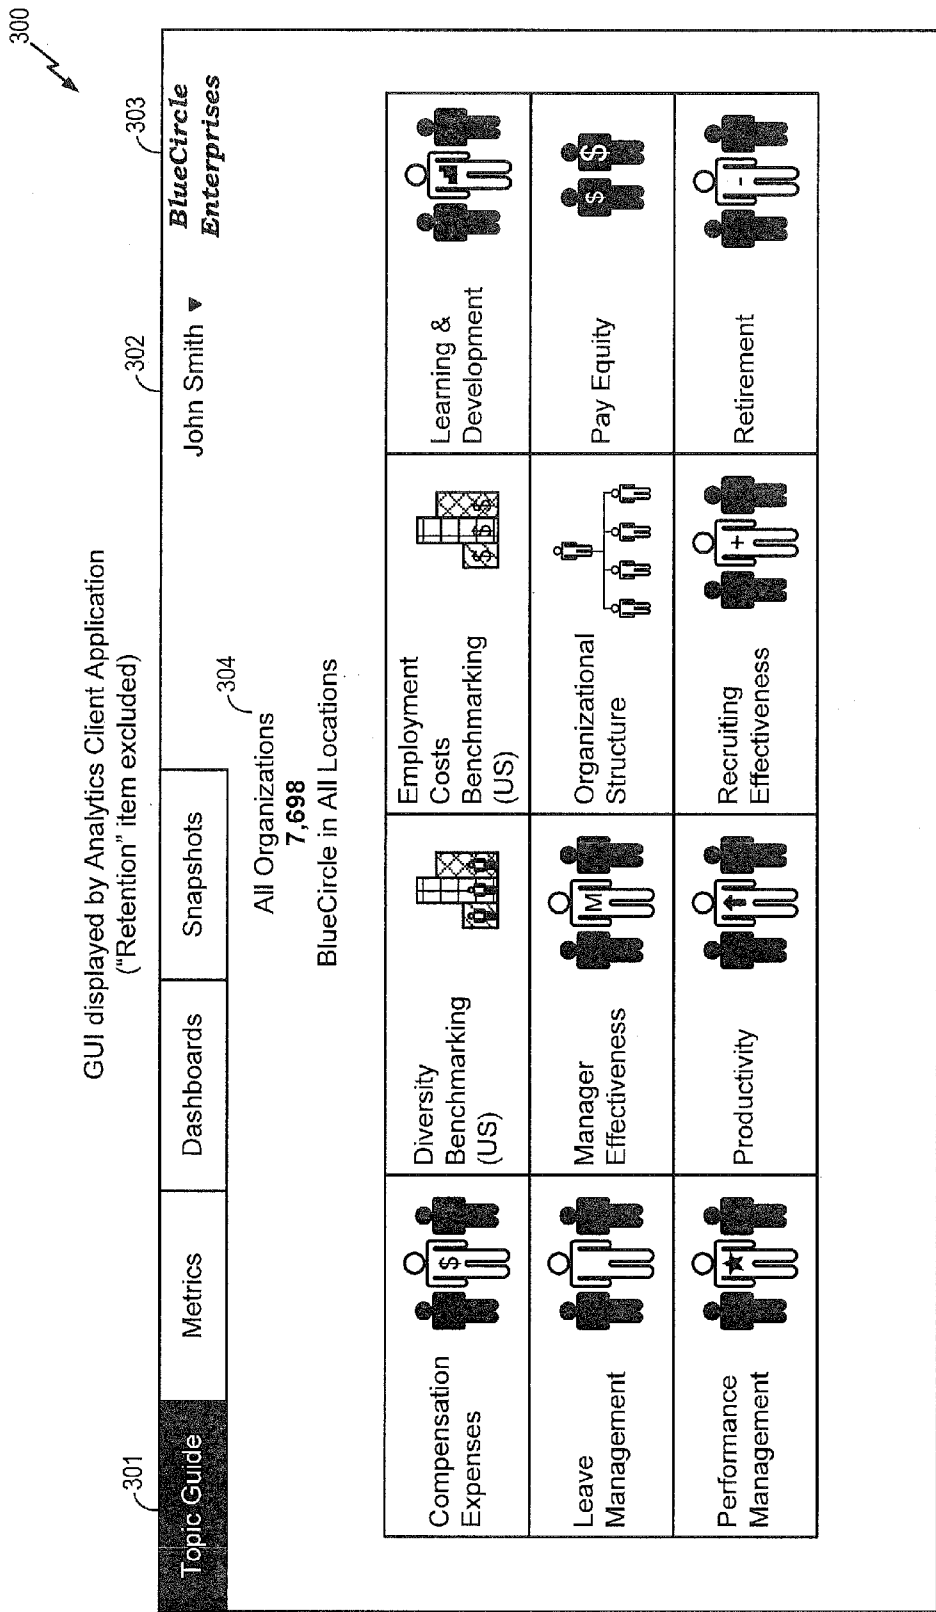 300
GUI displayed by Analytics Client Application
("Retention" item excluded)
301
302
303
Topic Guide
Metrics
Dashboards
Snapshots
John Smith ▼
BlueCircle
Enterprises
304
All Organizations
7,698
BlueCircle in All Locations
Compensation
Expenses
$
Diversity
Benchmarking
(US)
Employment
Costs
Benchmarking
(US)
$ $ $
Learning &
Development
Leave
Management
Manager
Effectiveness
M
Organizational
Structure
Pay Equity
$ $
Performance
Management
Productivity
Recruiting
Effectiveness
+
Retirement
-